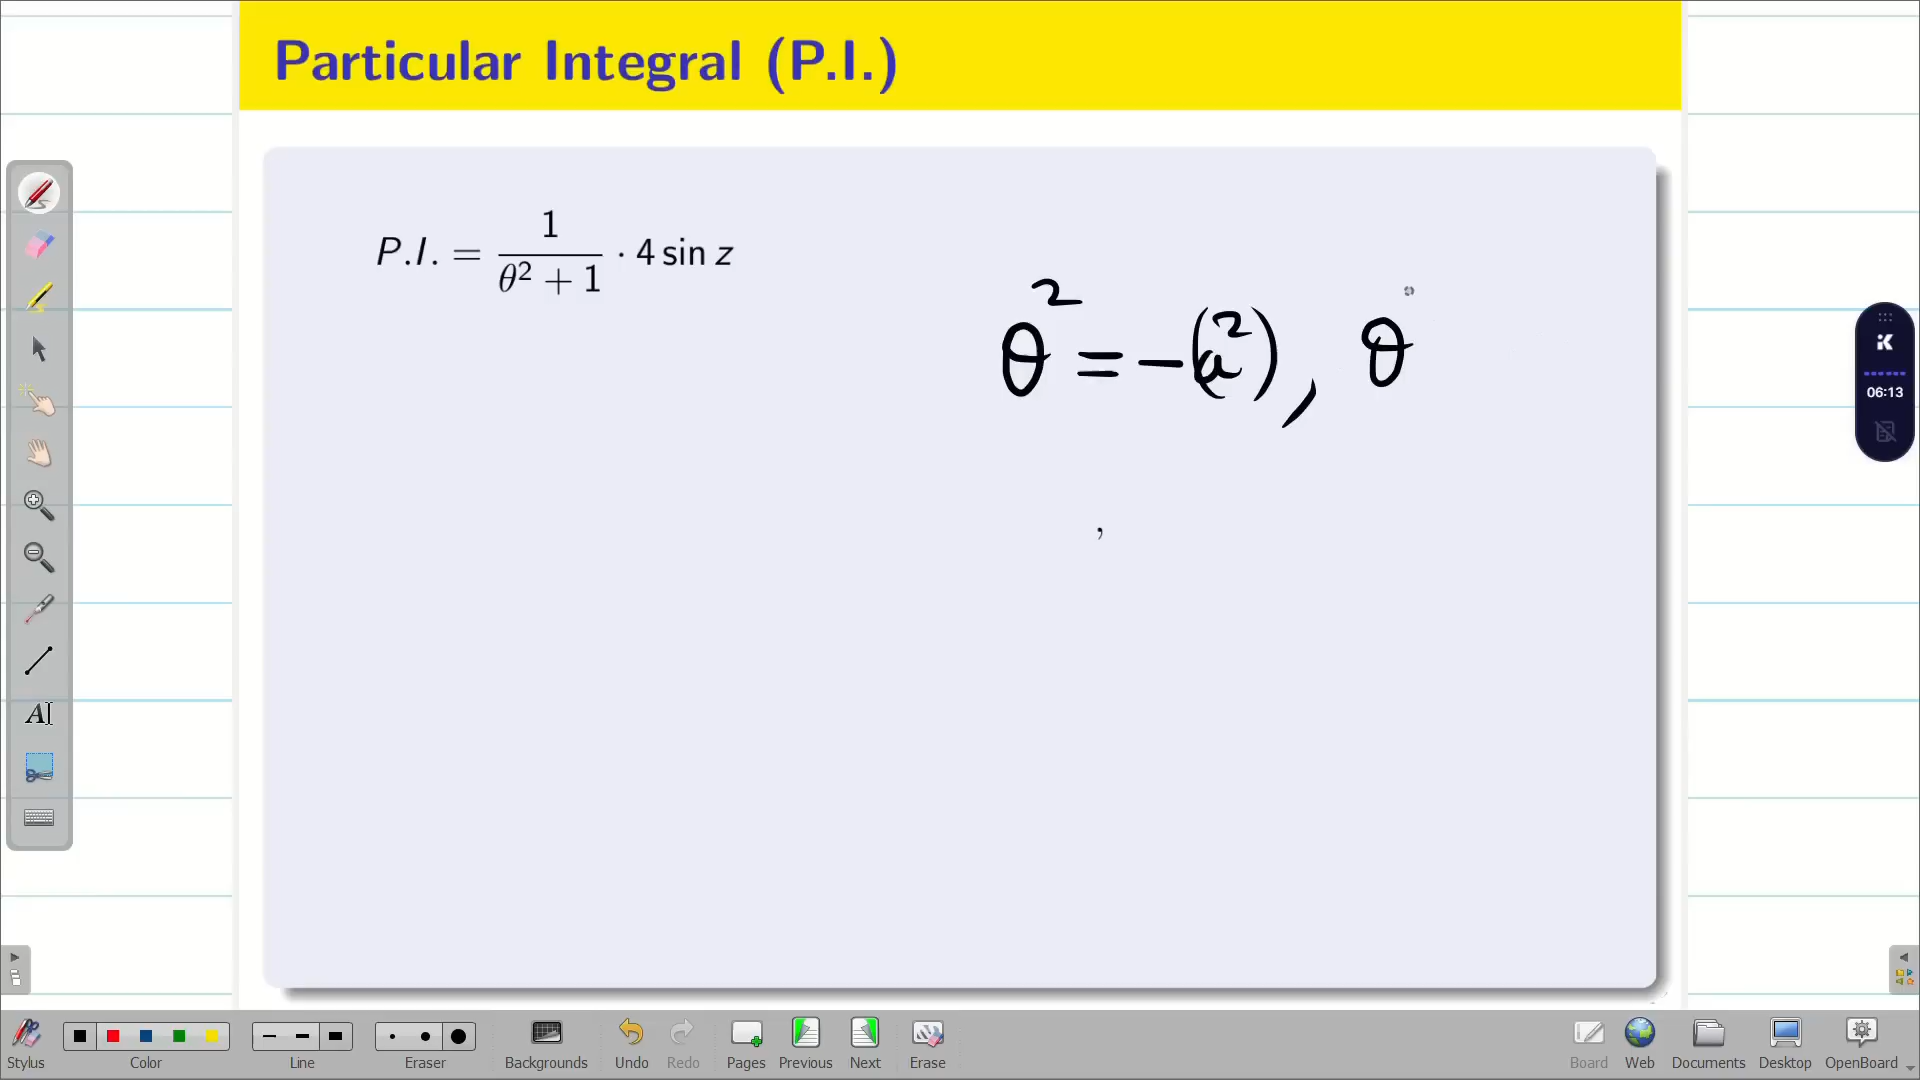 Particular Integral (P.I.)
P.I. = 1/(θ² + 1) · 4 sin z
θ² = −(a²), θ
,
06:13
Stylus
Color
Line
Eraser
Backgrounds
Undo
Redo
Pages
Previous
Next
Erase
Board
Web
Documents
Desktop
OpenBoard